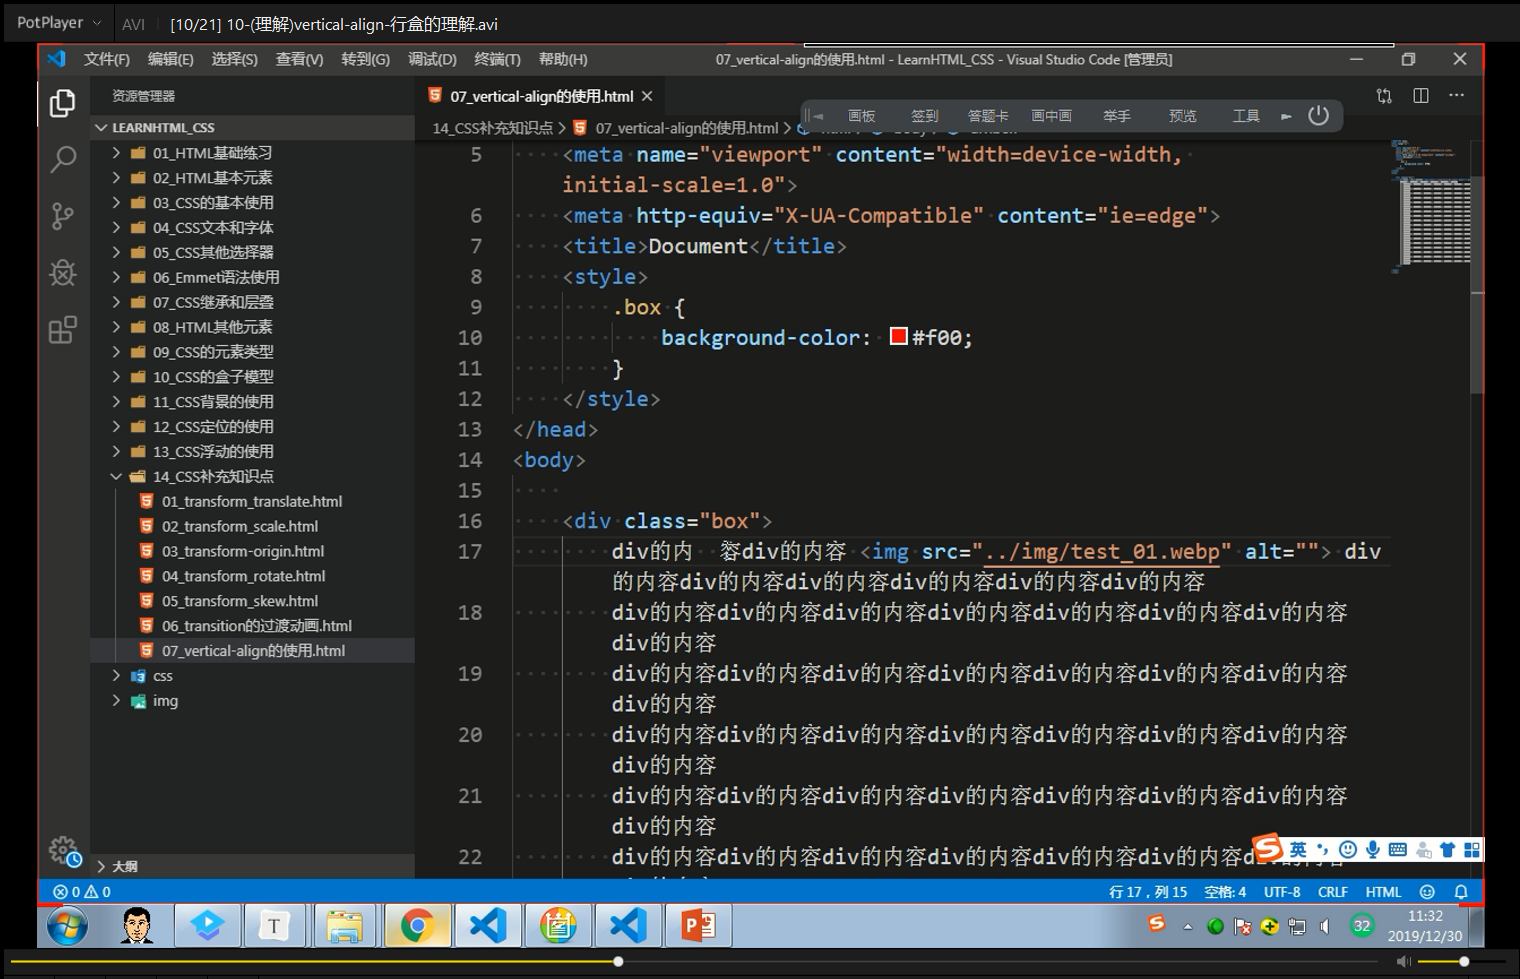 PotPlayer AVI [10/21] 10-(理解)vertical-align-行盒的理解.avi
文件(F) 编辑(E) 选择(S) 查看(V) 转到(G) 调试(D) 终端(T) 帮助(H) 07_vertical-align的使用.html - LearnHTML_CSS - Visual Studio Code [管理员]
资源管理器
LEARNHTML_CSS
01_HTML基础练习
02_HTML基本元素
03_CSS的基本使用
04_CSS文本和字体
05_CSS其他选择器
06_Emmet语法使用
07_CSS继承和层叠
08_HTML其他元素
09_CSS的元素类型
10_CSS的盒子模型
11_CSS背景的使用
12_CSS定位的使用
13_CSS浮动的使用
14_CSS补充知识点
01_transform_translate.html
02_transform_scale.html
03_transform-origin.html
04_transform_rotate.html
05_transform_skew.html
06_transition的过渡动画.html
07_vertical-align的使用.html
css
img
大纲
07_vertical-align的使用.html
画板 签到 答题卡 画中画 举手 预览 工具
14_CSS补充知识点 > 07_vertical-align的使用.html >
5 <meta name="viewport" content="width=device-width,
initial-scale=1.0">
6 <meta http-equiv="X-UA-Compatible" content="ie=edge">
7 <title>Document</title>
8 <style>
9 .box {
10 background-color: #f00;
11 }
12 </style>
13 </head>
14 <body>
15
16 <div class="box">
17 div的内 容div的内容 <img src="../img/test_01.webp" alt=""> div
的内容div的内容div的内容div的内容div的内容div的内容
18 div的内容div的内容div的内容div的内容div的内容div的内容div的内容
div的内容
19 div的内容div的内容div的内容div的内容div的内容div的内容div的内容
div的内容
20 div的内容div的内容div的内容div的内容div的内容div的内容div的内容
div的内容
21 div的内容div的内容div的内容div的内容div的内容div的内容div的内容
div的内容
22 div的内容div的内容div的内容div的内容div的内容div的内容
英
0 0 行 17，列 15 空格: 4 UTF-8 CRLF HTML
32 11:32
2019/12/30